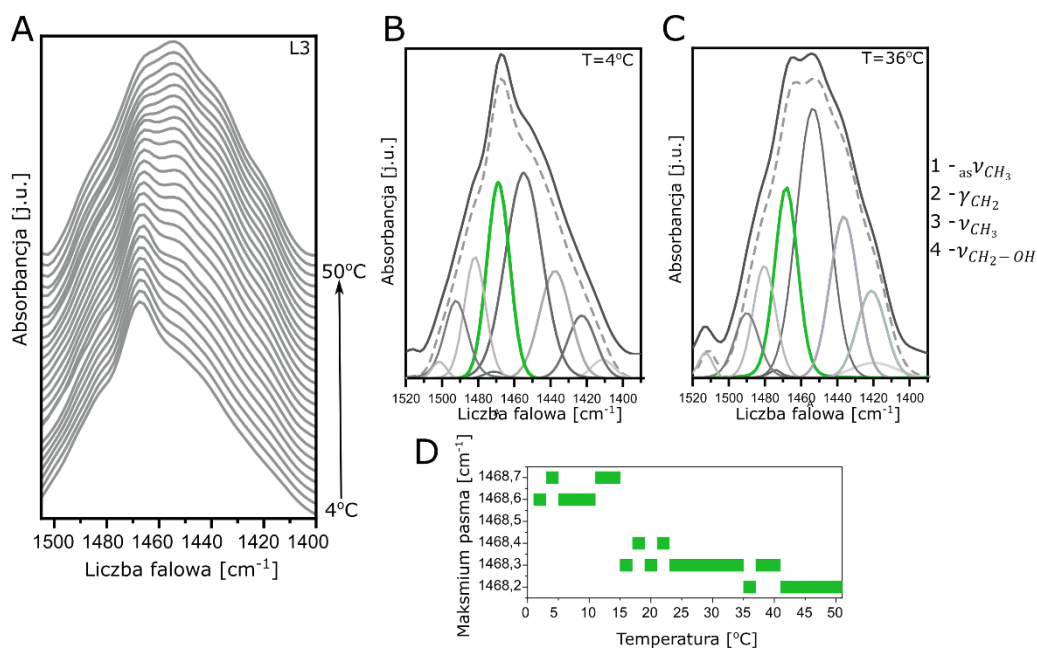 A
L3
Absorbancja [j.u.]
50°C
4°C
1500 1480 1460 1440 1420 1400
Liczba falowa [cm⁻¹]
B
T=4°C
Absorbancja [j.u.]
1520 1500 1480 1460 1440 1420 1400
Liczba falowa [cm⁻¹]
C
T=36°C
Absorbancja [j.u.]
1520 1500 1480 1460 1440 1420 1400
Liczba falowa [cm⁻¹]
1 - ₐₛνCH₃
2 - γCH₂
3 - νCH₃
4 -νCH₂−OH
D
Maksmium pasma [cm⁻¹]
1468,7
1468,6
1468,5
1468,4
1468,3
1468,2
0 5 10 15 20 25 30 35 40 45 50
Temperatura [°C]